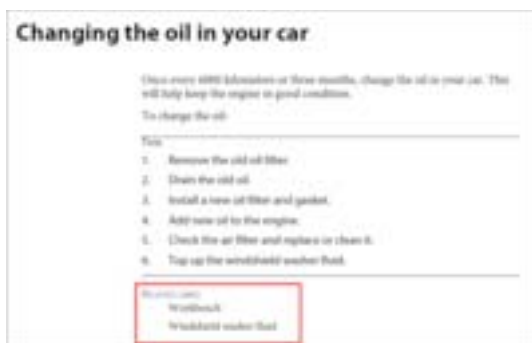 Changing the oil in your car
Once every 6000 kilometers or three months, change the oil in your car. This
will help keep the engine in good condition.
To change the oil:
1. Remove the old oil filter.
2. Drain the old oil.
3. Install a new oil filter and gasket.
4. Add new oil to the engine.
5. Check the air filter and replace or clean it.
6. Top up the windshield washer fluid.
Workbench
Windshield washer fluid